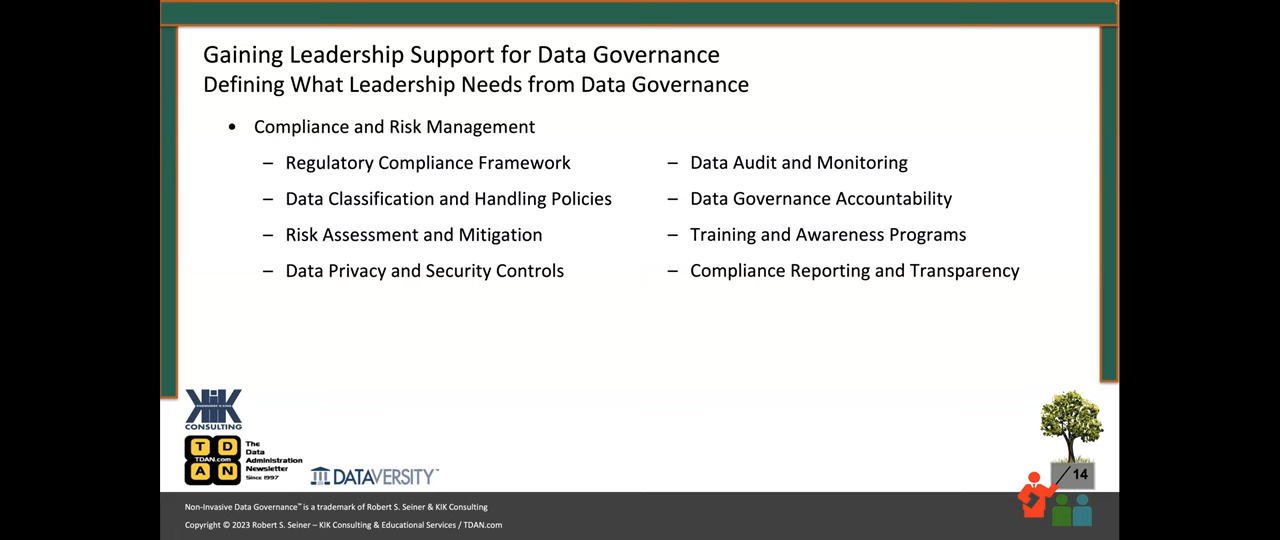 Gaining Leadership Support for Data Governance
Defining What Leadership Needs from Data Governance
• Compliance and Risk Management
– Regulatory Compliance Framework
– Data Classification and Handling Policies
– Risk Assessment and Mitigation
– Data Privacy and Security Controls
– Data Audit and Monitoring
– Data Governance Accountability
– Training and Awareness Programs
– Compliance Reporting and Transparency
KIK
CONSULTING
T D
TDAN.com
A N
The
Data
Administration
Newsletter
Since 1997
DATAVERSITY™
14
Non-Invasive Data Governance™ is a trademark of Robert S. Seiner & KIK Consulting
Copyright © 2023 Robert S. Seiner – KIK Consulting & Educational Services / TDAN.com